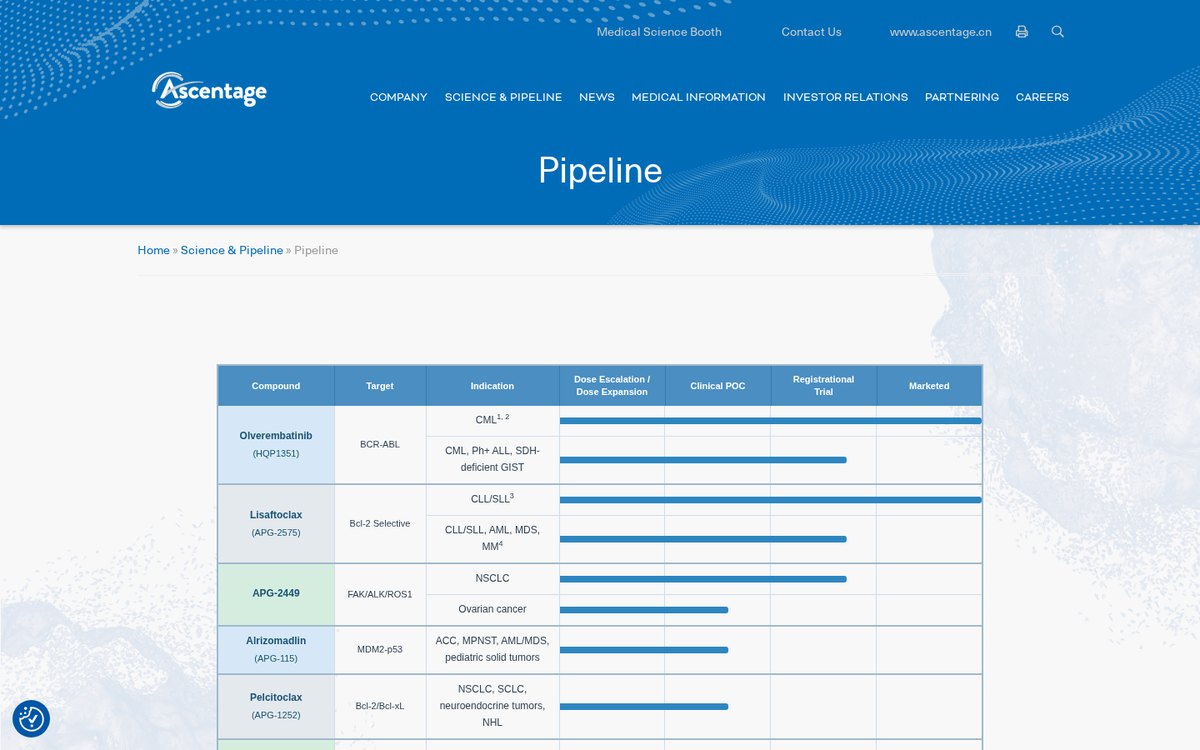 Medical Science Booth Contact Us www.ascentage.cn
Ascentage
COMPANY SCIENCE & PIPELINE NEWS MEDICAL INFORMATION INVESTOR RELATIONS PARTNERING CAREERS
Pipeline
Home » Science & Pipeline » Pipeline
Compound Target Indication Dose Escalation / Dose Expansion Clinical POC Registrational Trial Marketed
Olverembatinib
(HQP1351)
BCR-ABL
CML1, 2
CML, Ph+ ALL, SDH-
deficient GIST
Lisaftoclax
(APG-2575)
Bcl-2 Selective
CLL/SLL3
CLL/SLL, AML, MDS,
MM4
APG-2449
FAK/ALK/ROS1
NSCLC
Ovarian cancer
Alrizomadlin
(APG-115)
MDM2-p53
ACC, MPNST, AML/MDS,
pediatric solid tumors
Pelcitoclax
(APG-1252)
Bcl-2/Bcl-xL
NSCLC, SCLC,
neuroendocrine tumors,
NHL